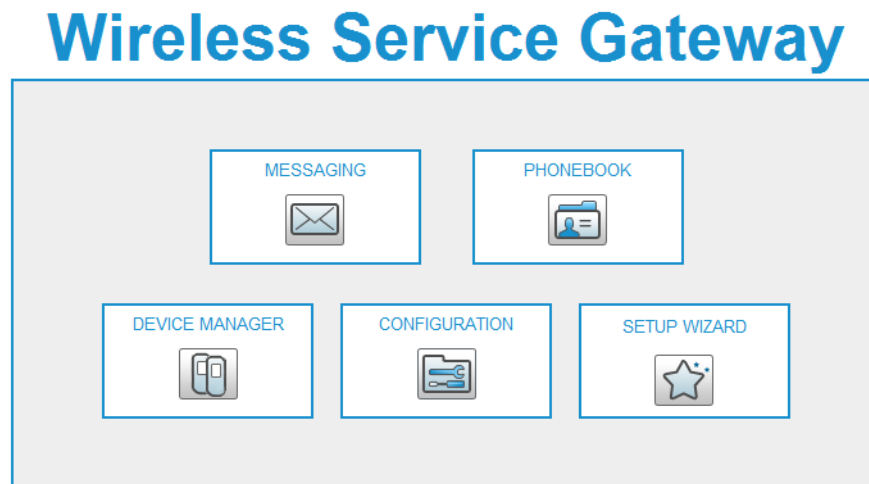 Wireless Service Gateway
MESSAGING
PHONEBOOK
DEVICE MANAGER
CONFIGURATION
SETUP WIZARD